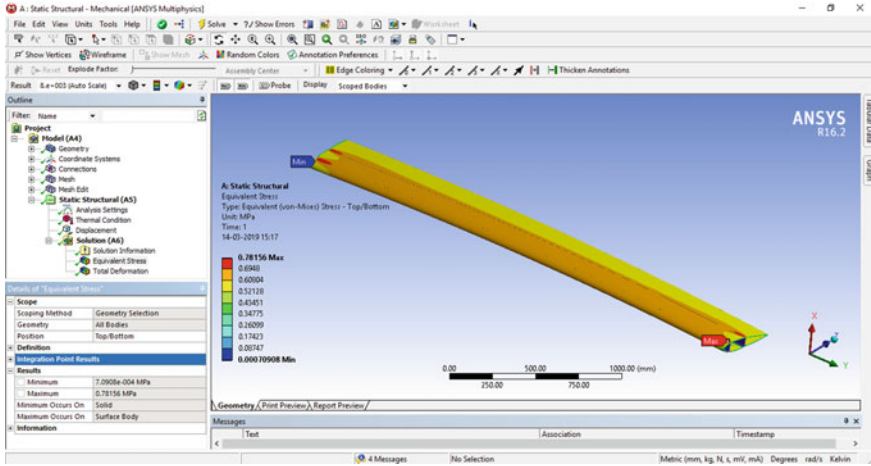 A : Static Structural - Mechanical [ANSYS Multiphysics]
File Edit View Units Tools Help Solve ?/ Show Errors Worksheet
Show Vertices Wireframe Show Mesh Random Colors Annotation Preferences
Reset Explode Factor: Assembly Center Edge Coloring Thicken Annotations
Result 8.e+003 (Auto Scale) Probe Display Scoped Bodies
Outline
Filter: Name
Project
Model (A4)
Geometry
Coordinate Systems
Connections
Mesh
Mesh Edit
Static Structural (A5)
Analysis Settings
Thermal Condition
Displacement
Solution (A6)
Solution Information
Equivalent Stress
Total Deformation
Details of "Equivalent Stress"
Scope
Scoping Method Geometry Selection
Geometry All Bodies
Position Top/Bottom
Definition
Integration Point Results
Results
Minimum 7.0908e-004 MPa
Maximum 0.78156 MPa
Minimum Occurs On Solid
Maximum Occurs On Surface Body
Information
ANSYS
R16.2
Min
A: Static Structural
Equivalent Stress
Type: Equivalent (von-Mises) Stress - Top/Bottom
Unit: MPa
Time: 1
14-03-2019 15:17
0.78156 Max
0.6948
0.60804
0.52128
0.43451
0.34775
0.26099
0.17423
0.08747
0.00070908 Min
Max
X
Y
0.00 500.00 1000.00 (mm)
250.00 750.00
Geometry Print Preview Report Preview
Messages
Text Association Timestamp
4 Messages No Selection Metric (mm, kg, N, s, mV, mA) Degrees rad/s Kelvin
Tabular Data
Graph